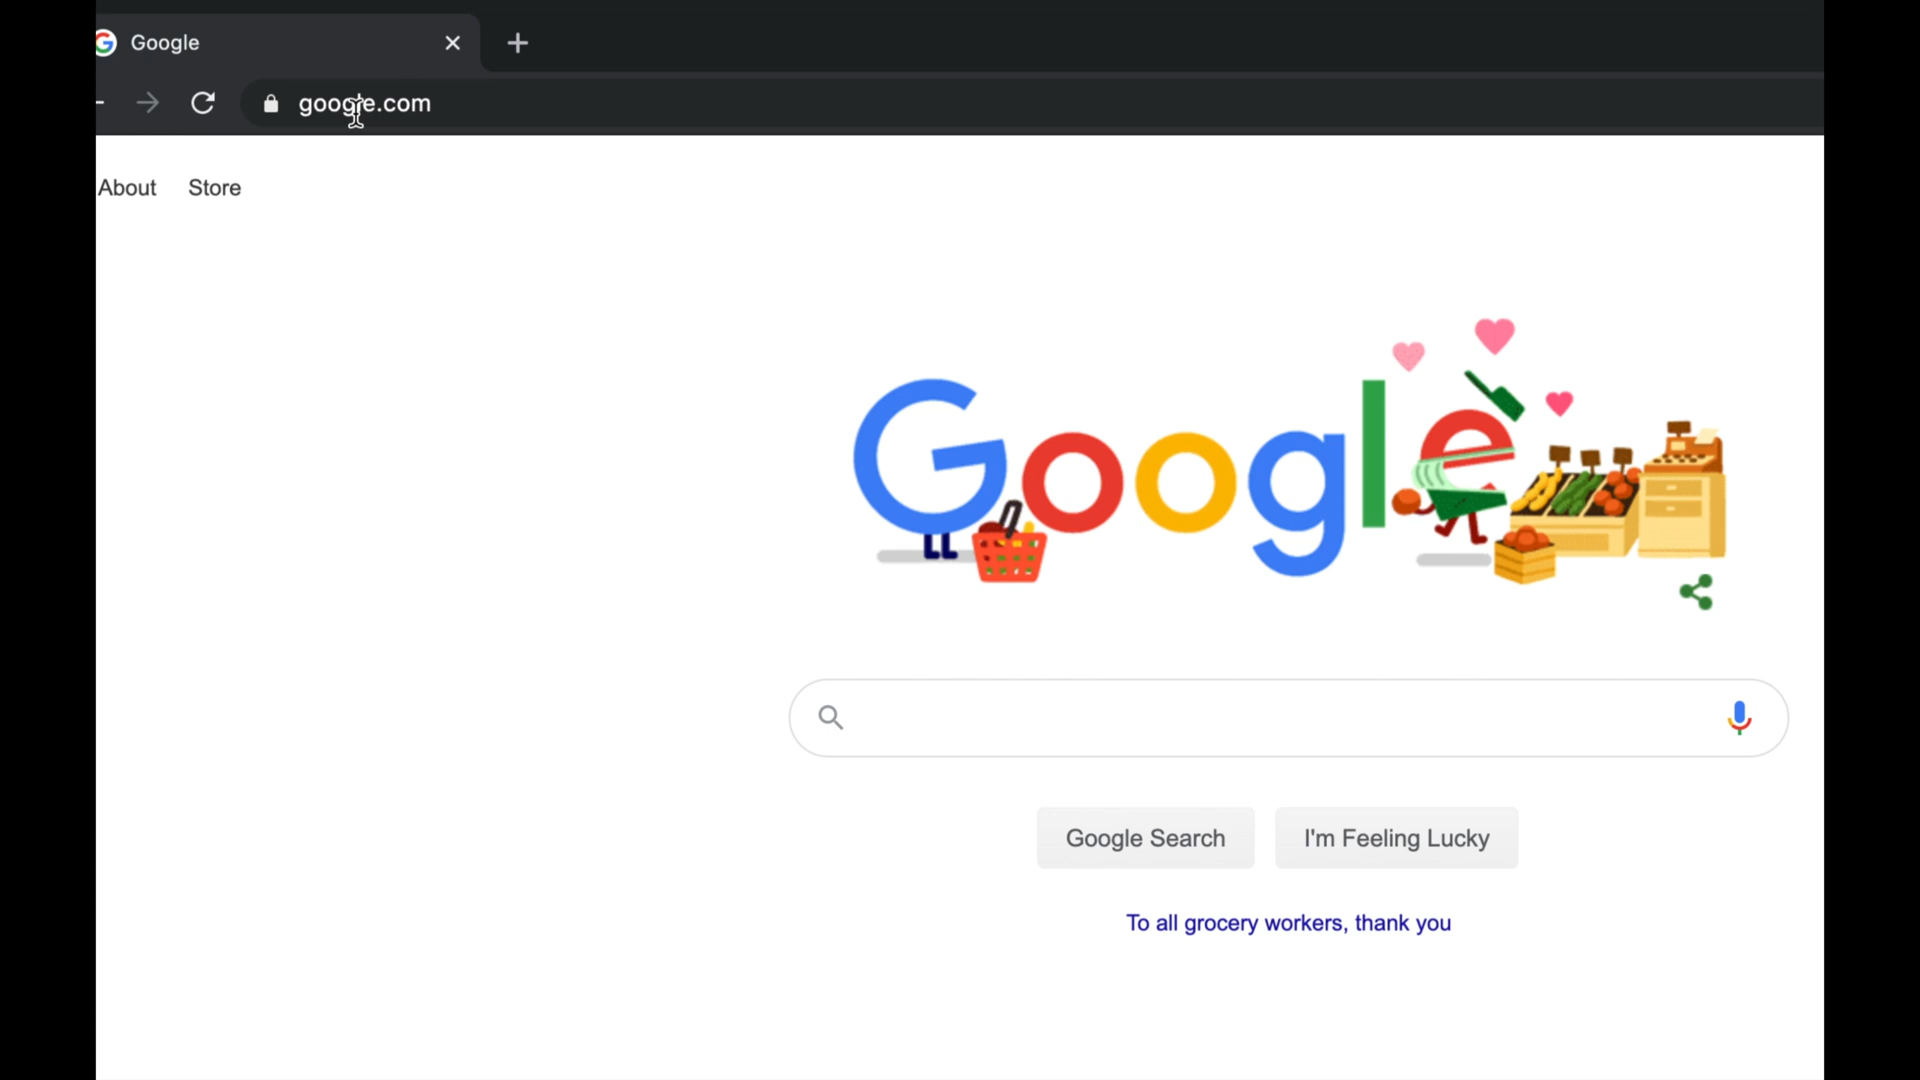 Google
google.com
About Store
Google
Google Search I'm Feeling Lucky
To all grocery workers, thank you